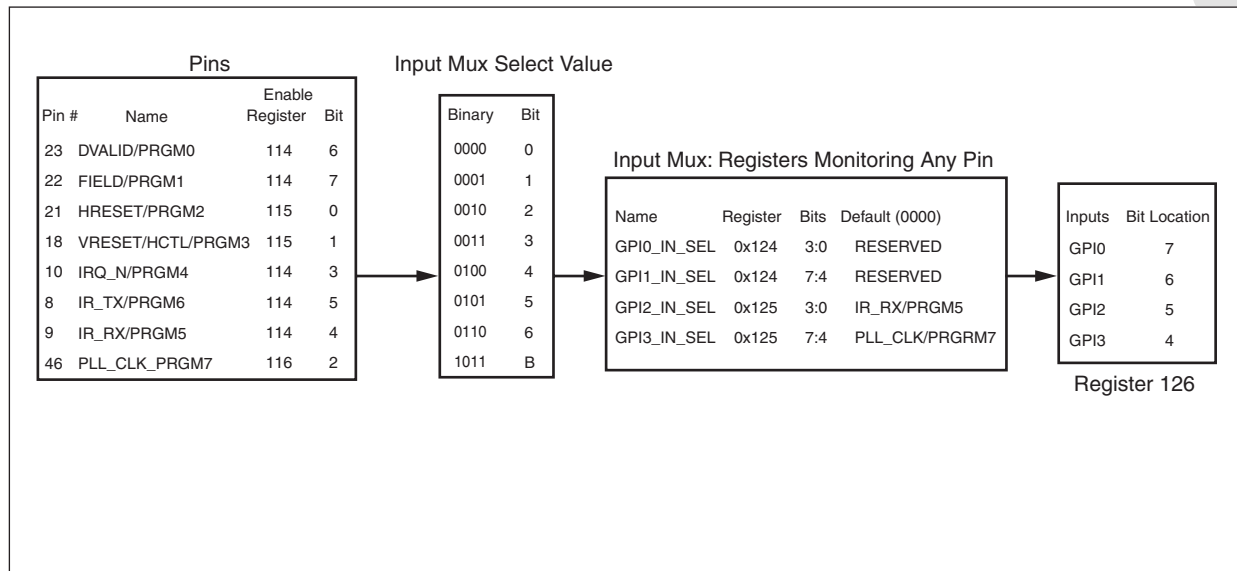 Pins
Enable
Pin # Name Register Bit
23 DVALID/PRGM0 114 6
22 FIELD/PRGM1 114 7
21 HRESET/PRGM2 115 0
18 VRESET/HCTL/PRGM3 115 1
10 IRQ_N/PRGM4 114 3
8 IR_TX/PRGM6 114 5
9 IR_RX/PRGM5 114 4
46 PLL_CLK_PRGM7 116 2
Input Mux Select Value
Binary Bit
0000 0
0001 1
0010 2
0011 3
0100 4
0101 5
0110 6
1011 B
Input Mux: Registers Monitoring Any Pin
Name Register Bits Default (0000)
GPI0_IN_SEL 0x124 3:0 RESERVED
GPI1_IN_SEL 0x124 7:4 RESERVED
GPI2_IN_SEL 0x125 3:0 IR_RX/PRGM5
GPI3_IN_SEL 0x125 7:4 PLL_CLK/PRGRM7
Inputs Bit Location
GPI0 7
GPI1 6
GPI2 5
GPI3 4
Register 126